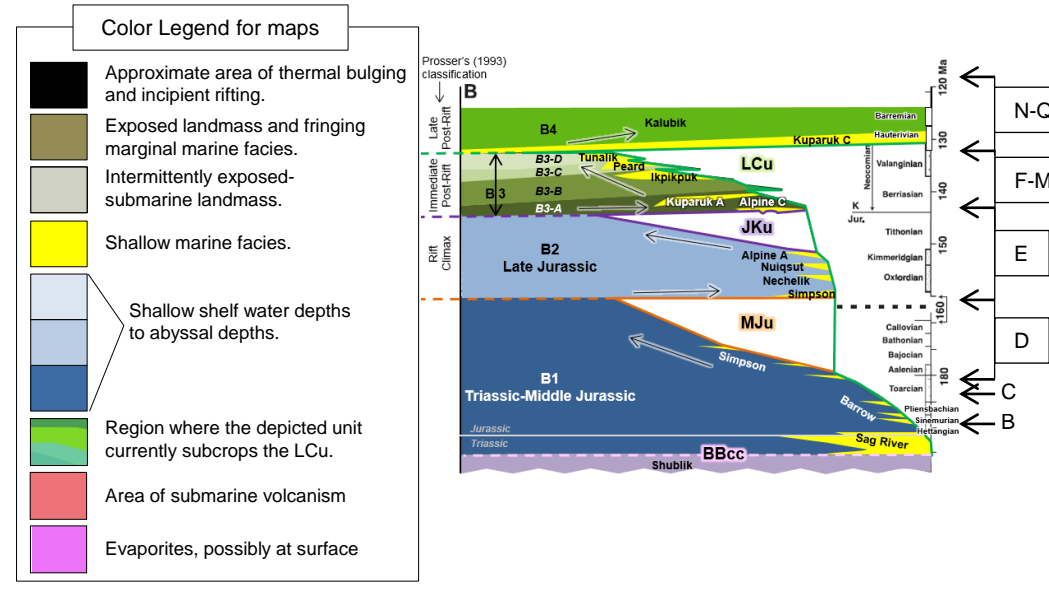 Color Legend for maps
Approximate area of thermal bulging
and incipient rifting.
Exposed landmass and fringing
marginal marine facies.
Intermittently exposed-
submarine landmass.
Shallow marine facies.
Shallow shelf water depths
to abyssal depths.
Region where the depicted unit
currently subcrops the LCu.
Area of submarine volcanism
Evaporites, possibly at surface
Prosser's (1993)
classification
B
Late
Post-Rift
Immediate
Post-Rift
Rift
Climax
B4
Kalubik
Kuparuk C
B3-D
Tunalik
B3-C
Peard
LCu
Ikpikpuk
B3
B3-B
B3-A
Kuparuk A
Alpine C
JKu
B2
Late Jurassic
Alpine A
Nuiqsut
Nechelik
Simpson
MJu
Simpson
B1
Triassic-Middle Jurassic
Barrow
Jurassic
Triassic
Sag River
BBcc
Shublik
Barremian
Hauterivian
Neocomian
Valanginian
Berriasian
K
Jur.
Tithonian
Kimmeridgian
Oxfordian
Callovian
Bathonian
Bajocian
Aalenian
Toarcian
Pliensbachian
Sinemurian
Hettangian
120 Ma
130
140
150
160
180
N-Q
F-M
E
D
C
B